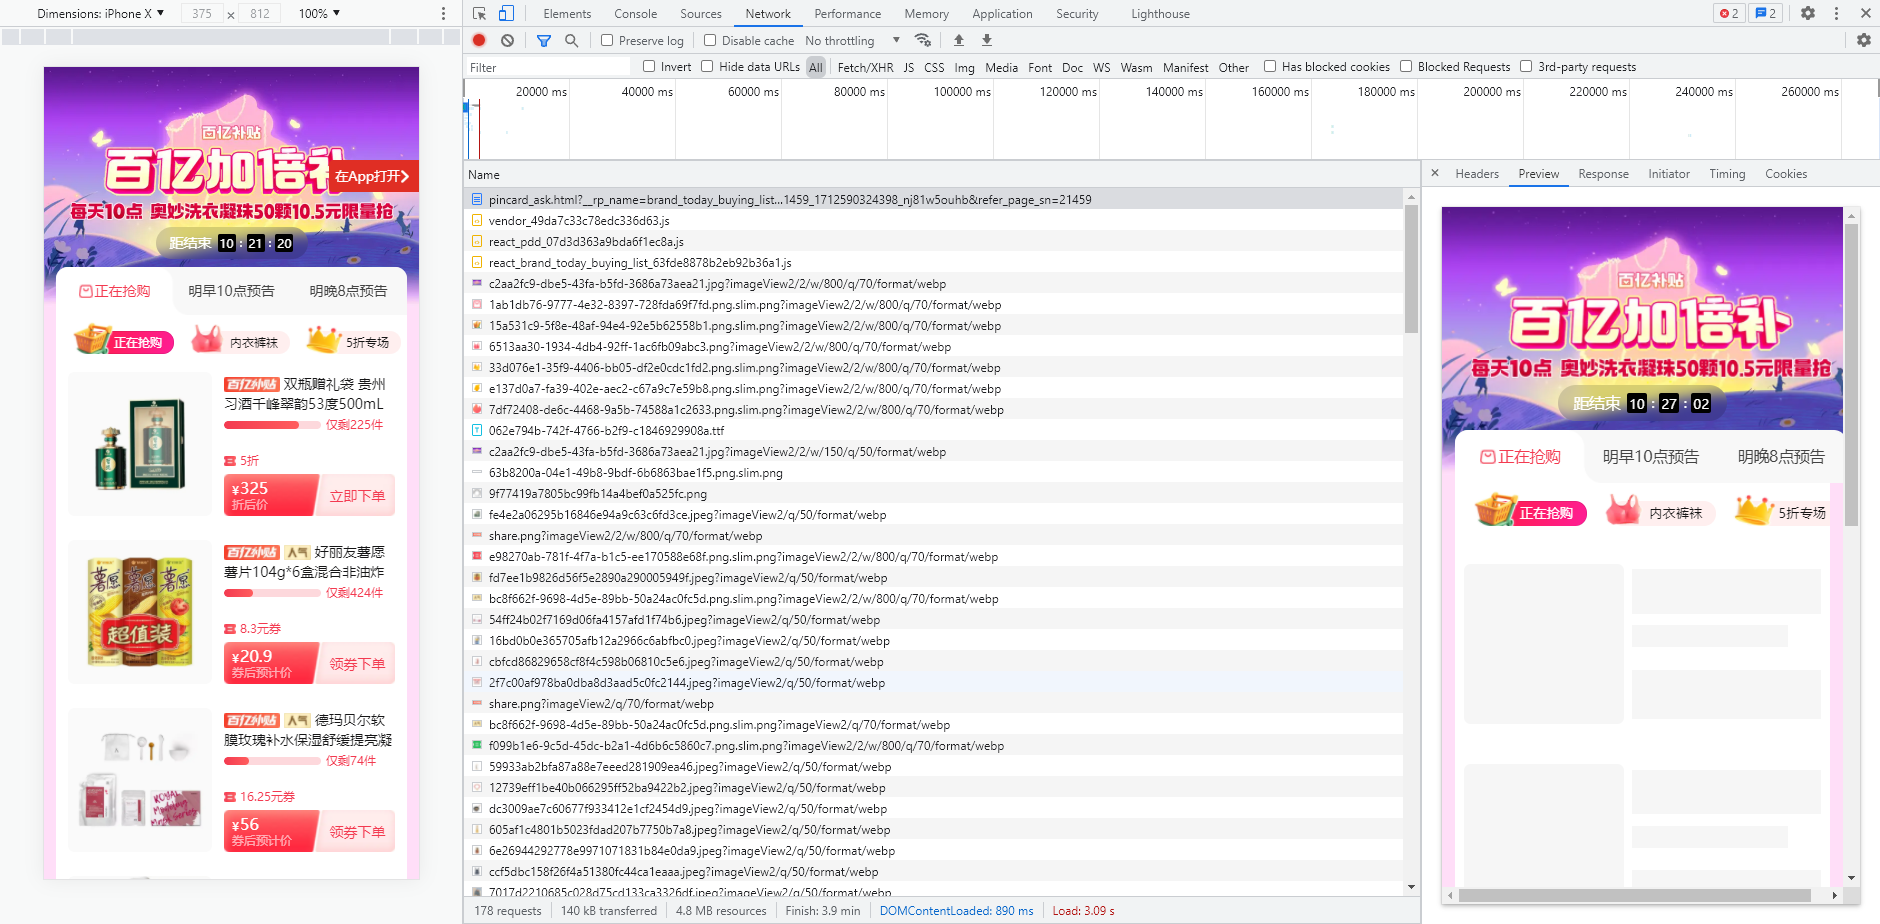 Dimensions: iPhone X ▼ 375 × 812 100% ▼
Elements Console Sources Network Performance Memory Application Security Lighthouse 2 2
Preserve log Disable cache No throttling ▼
Filter Invert Hide data URLs All Fetch/XHR JS CSS Img Media Font Doc WS Wasm Manifest Other Has blocked cookies Blocked Requests 3rd-party requests
20000 ms 40000 ms 60000 ms 80000 ms 100000 ms 120000 ms 140000 ms 160000 ms 180000 ms 200000 ms 220000 ms 240000 ms 260000 ms
百亿补贴
百亿加倍补
在App打开
每天10点 奥妙洗衣凝珠50颗10.5元限量抢
距结束 10 : 21 : 20
正在抢购 明早10点预告 明晚8点预告
正在抢购 内衣裤袜 5折专场
百亿补贴 双瓶赠礼袋 贵州
习酒千峰翠韵53度500mL
仅剩225件
5折
¥325
折后价
立即下单
百亿补贴 人气 好丽友薯愿
薯片104g*6盒混合非油炸
仅剩424件
8.3元券
¥20.9
券后预计价
领券下单
薯愿 薯愿 薯愿
超值装
百亿补贴 人气 德玛贝尔软
膜玫瑰补水保湿舒缓提亮凝
仅剩74件
16.25元券
¥56
券后预计价
领券下单
Name
pincard_ask.html?__rp_name=brand_today_buying_list...1459_1712590324398_nj81w5ouhb&refer_page_sn=21459
vendor_49da7c33c78edc336d63.js
react_pdd_07d3d363a9bda6f1ec8a.js
react_brand_today_buying_list_63fde8878b2eb92b36a1.js
c2aa2fc9-dbe5-43fa-b5fd-3686a73aea21.jpg?imageView2/2/w/800/q/70/format/webp
1ab1db76-9777-4e32-8397-728fda69f7fd.png.slim.png?imageView2/2/w/800/q/70/format/webp
15a531c9-5f8e-48af-94e4-92e5b62558b1.png.slim.png?imageView2/2/w/800/q/70/format/webp
6513aa30-1934-4db4-92ff-1ac6fb09abc3.png?imageView2/2/w/800/q/70/format/webp
33d076e1-35f9-4406-bb05-df2e0cdc1fd2.png.slim.png?imageView2/2/w/800/q/70/format/webp
e137d0a7-fa39-402e-aec2-c67a9c7e59b8.png.slim.png?imageView2/2/w/800/q/70/format/webp
7df72408-de6c-4468-9a5b-74588a1c2633.png.slim.png?imageView2/2/w/800/q/70/format/webp
062e794b-742f-4766-b2f9-c1846929908a.ttf
c2aa2fc9-dbe5-43fa-b5fd-3686a73aea21.jpg?imageView2/2/w/150/q/50/format/webp
63b8200a-04e1-49b8-9bdf-6b6863bae1f5.png.slim.png
9f77419a7805bc99fb14a4bef0a525fc.png
fe4e2a06295b16846e94a9c63c6fd3ce.jpeg?imageView2/q/50/format/webp
share.png?imageView2/2/w/800/q/70/format/webp
e98270ab-781f-4f7a-b1c5-ee170588e68f.png.slim.png?imageView2/2/w/800/q/70/format/webp
fd7ee1b9826d56f5e2890a290005949f.jpeg?imageView2/q/50/format/webp
bc8f662f-9698-4d5e-89bb-50a24ac0fc5d.png.slim.png?imageView2/2/w/800/q/70/format/webp
54ff24b02f7169d06fa4157afd1f74b6.jpeg?imageView2/q/50/format/webp
16bd0b0e365705afb12a2966c6abfbc0.jpeg?imageView2/q/50/format/webp
cbfcd86829658cf8f4c598b06810c5e6.jpeg?imageView2/q/50/format/webp
2f7c00af978ba0dba8d3aad5c0fc2144.jpeg?imageView2/q/50/format/webp
share.png?imageView2/q/70/format/webp
bc8f662f-9698-4d5e-89bb-50a24ac0fc5d.png.slim.png?imageView2/q/70/format/webp
f099b1e6-9c5d-45dc-b2a1-4d6b6c5860c7.png.slim.png?imageView2/2/w/800/q/70/format/webp
59933ab2bfa87a88e7eeed281909ea46.jpeg?imageView2/q/50/format/webp
12739eff1be40b066295ff52ba9422b2.jpeg?imageView2/q/50/format/webp
dc3009ae7c60677f933412e1cf2454d9.jpeg?imageView2/q/50/format/webp
605af1c4801b5023fdad207b7750b7a8.jpeg?imageView2/q/50/format/webp
6e26944292778e9971071831b84e0da9.jpeg?imageView2/q/50/format/webp
ccf5dbc158f26f4a51380fc44ca1eaaa.jpeg?imageView2/q/50/format/webp
7017d2210685c028d75cd133ca3326df.jpeg?imageView2/q/50/format/webp
178 requests 140 kB transferred 4.8 MB resources Finish: 3.9 min DOMContentLoaded: 890 ms Load: 3.09 s
× Headers Preview Response Initiator Timing Cookies
百亿补贴
百亿加倍补
每天10点 奥妙洗衣凝珠50颗10.5元限量抢
距结束 10 : 27 : 02
正在抢购 明早10点预告 明晚8点预告
正在抢购 内衣裤袜 5折专场